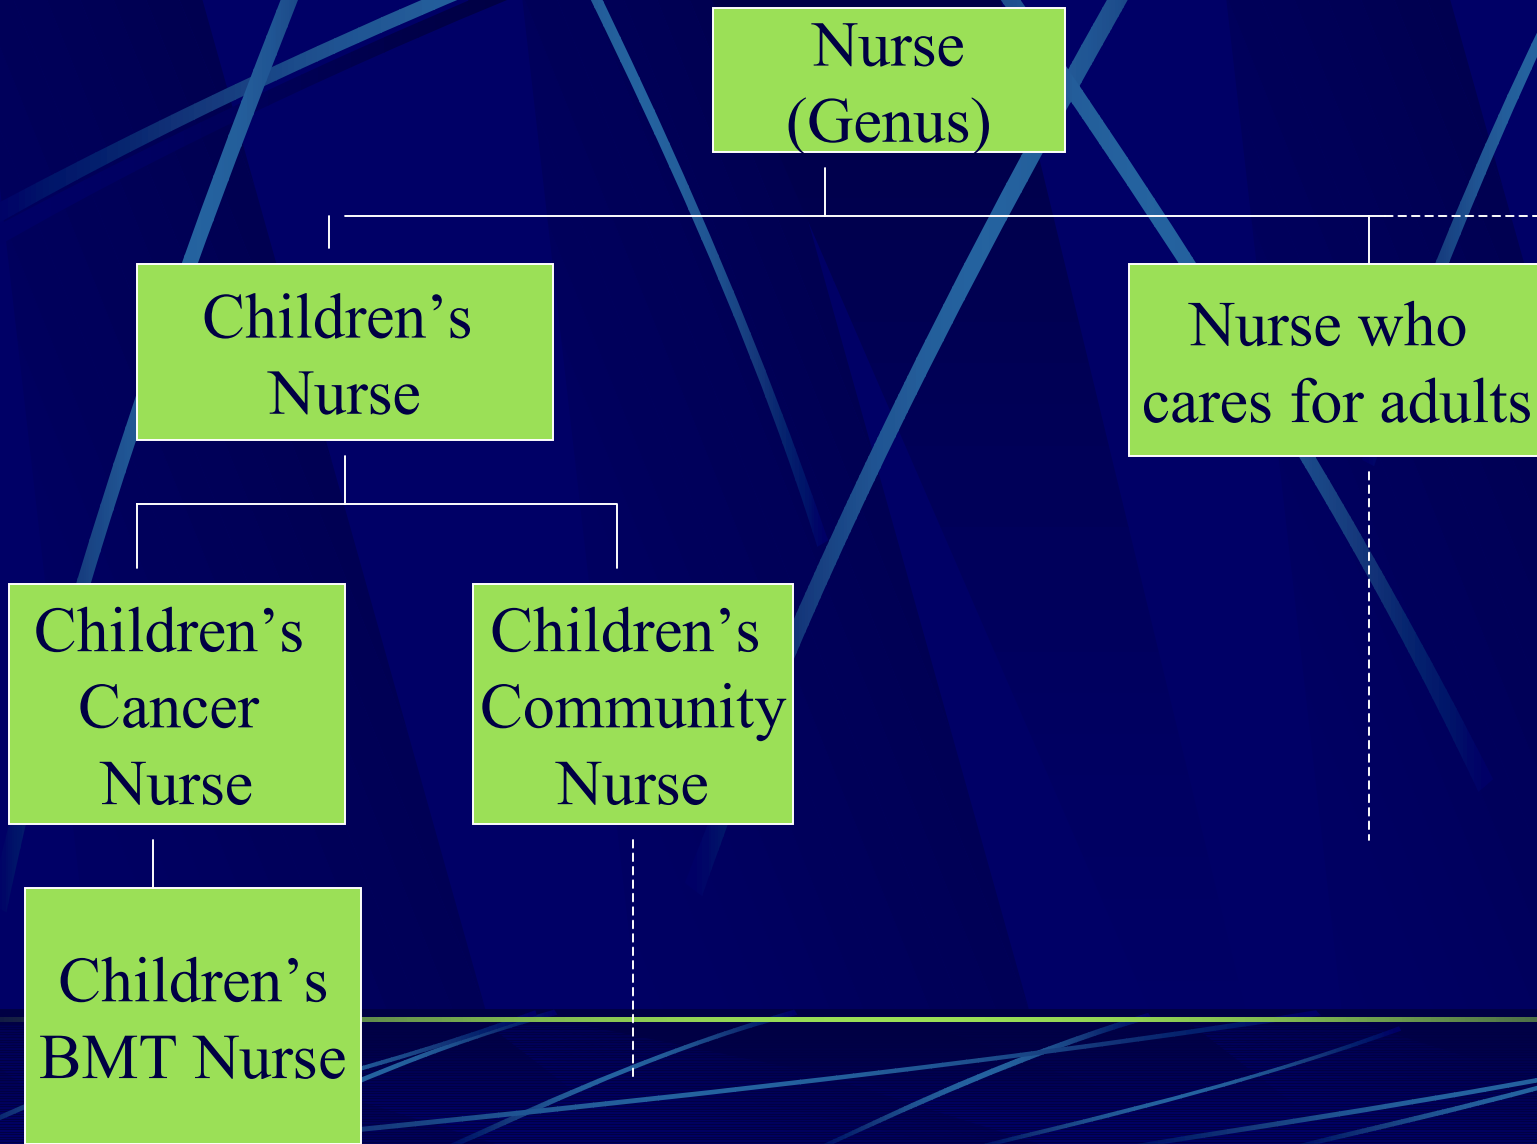 Nurse
(Genus)
Children’s
Nurse
Nurse who
cares for adults
Children’s
Cancer
Nurse
Children’s
Community
Nurse
Children’s
BMT Nurse